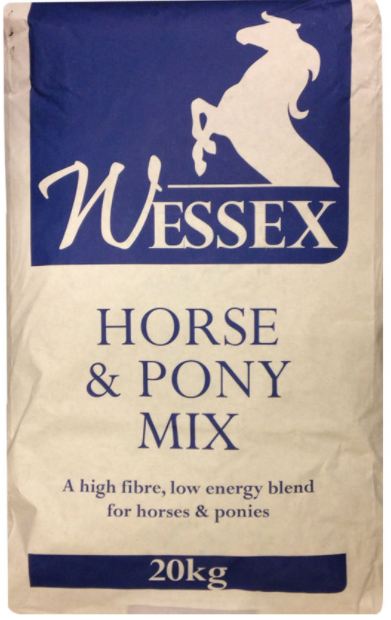 WESSEX
HORSE
& PONY
MIX
A high fibre, low energy blend
for horses & ponies
20kg